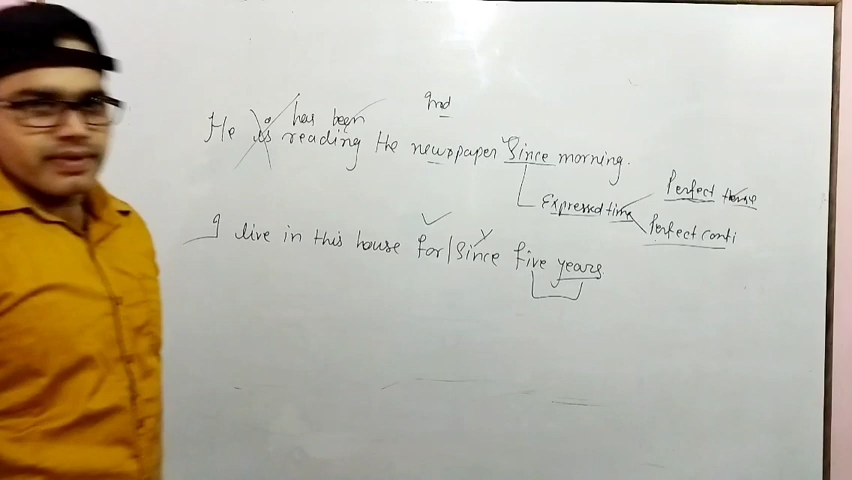 has been
2nd
He is reading the newspaper Since morning.
Perfect tense
Expressed time
Perfect conti
I live in this house for/Since five years.